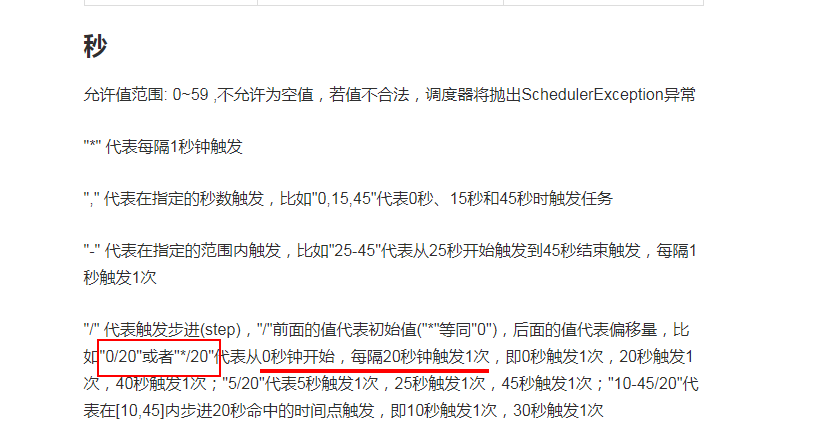 秒
允许值范围: 0~59 ,不允许为空值，若值不合法，调度器将抛出SchedulerException异常
"*" 代表每隔1秒钟触发
"," 代表在指定的秒数触发，比如"0,15,45"代表0秒、15秒和45秒时触发任务
"-" 代表在指定的范围内触发，比如"25-45"代表从25秒开始触发到45秒结束触发，每隔1
秒触发1次
"/" 代表触发步进(step)，"/"前面的值代表初始值("*"等同"0")，后面的值代表偏移量，比
如"0/20"或者"*/20"代表从0秒钟开始，每隔20秒钟触发1次，即0秒触发1次，20秒触发1
次，40秒触发1次；"5/20"代表5秒触发1次，25秒触发1次，45秒触发1次；"10-45/20"代
表在[10,45]内步进20秒命中的时间点触发，即10秒触发1次，30秒触发1次